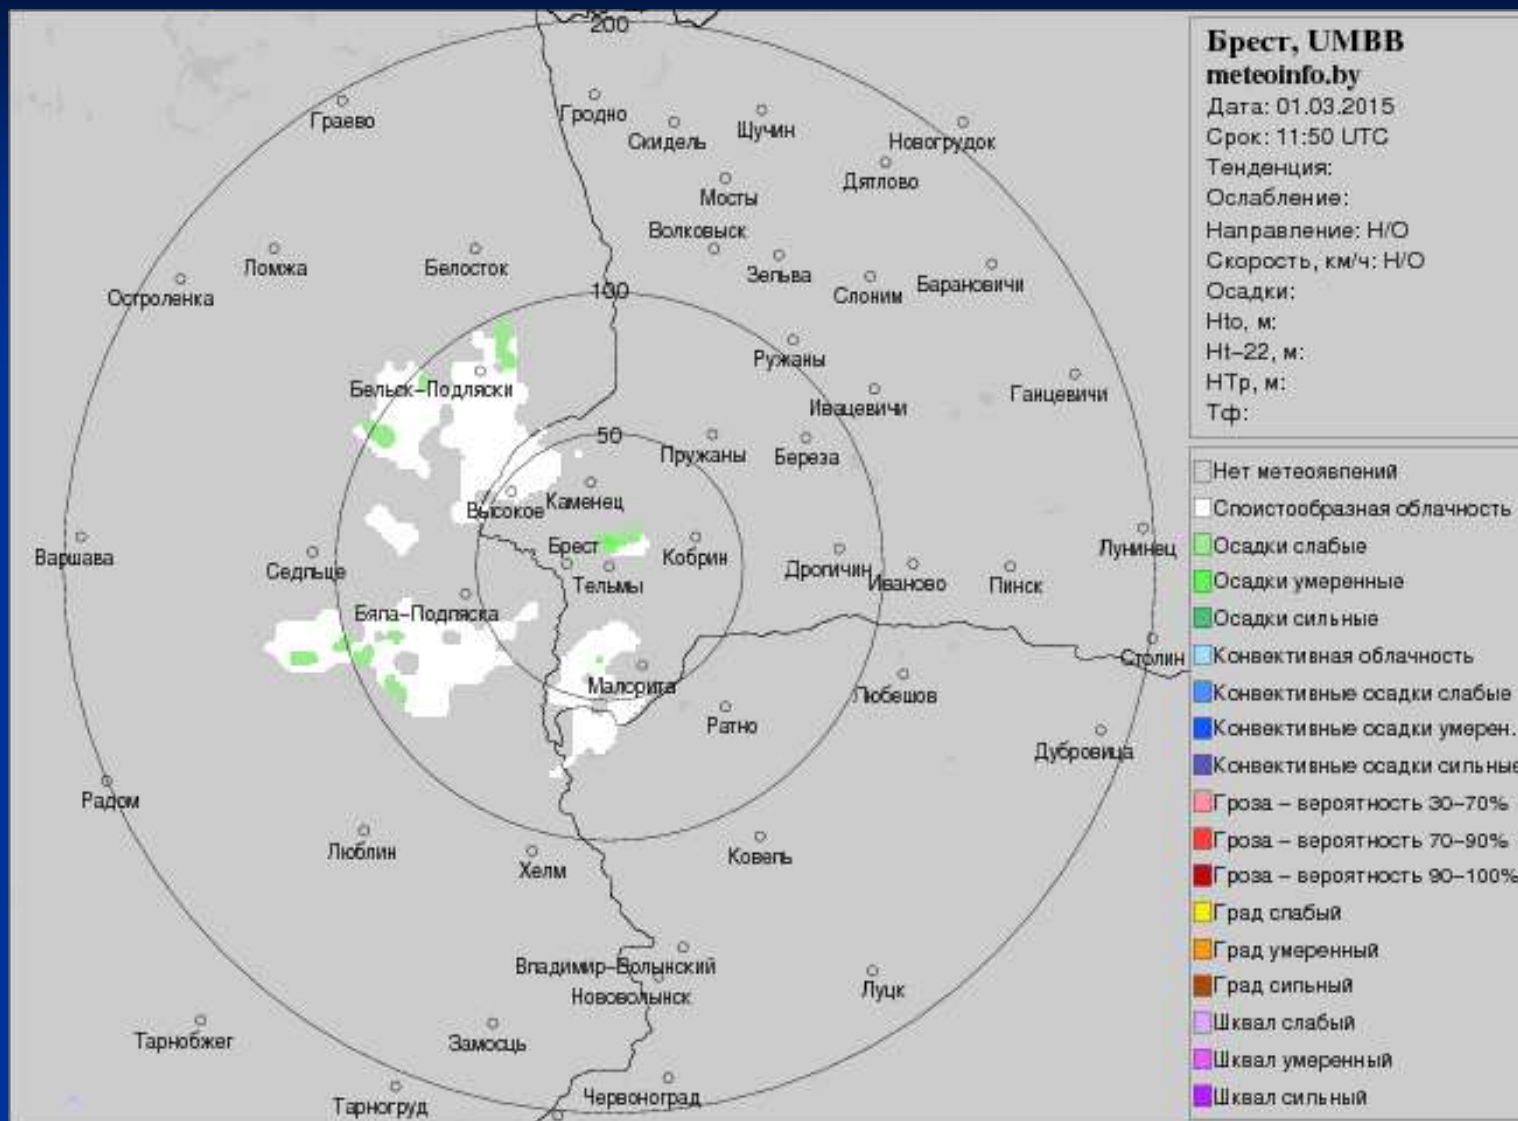 200
Граево
Гродно
Скидель
Щучин
Новогрудок
Дятлово
Мосты
Волковыск
Ломжа
Белосток
Зельва
Слоним
Барановичи
Остроленка
100
Ружаны
Бельск-Подляски
Ивацевичи
Ганцевичи
50
Пружаны
Береза
Высокое
Каменец
Варшава
Седльце
Брест
Тельмы
Кобрин
Дрогичин
Иваново
Пинск
Лунинец
Бяла-Подляска
Столин
Малорита
Любешов
Ратно
Дубровица
Радом
Люблин
Хелм
Ковель
Владимир-Волынский
Нововолынск
Луцк
Тарнобжег
Замосць
Тарногруд
Червоноград
Брест, UMBB
meteoinfo.by
Дата: 01.03.2015
Срок: 11:50 UTC
Тенденция:
Ослабление:
Направление: Н/О
Скорость, км/ч: Н/О
Осадки:
Hto, м:
Ht-22, м:
HTp, м:
Тф:
Нет метеоявлений
Слоистообразная облачность
Осадки слабые
Осадки умеренные
Осадки сильные
Конвективная облачность
Конвективные осадки слабые
Конвективные осадки умерен.
Конвективные осадки сильные
Гроза – вероятность 30–70%
Гроза – вероятность 70–90%
Гроза – вероятность 90–100%
Град слабый
Град умеренный
Град сильный
Шквал слабый
Шквал умеренный
Шквал сильный